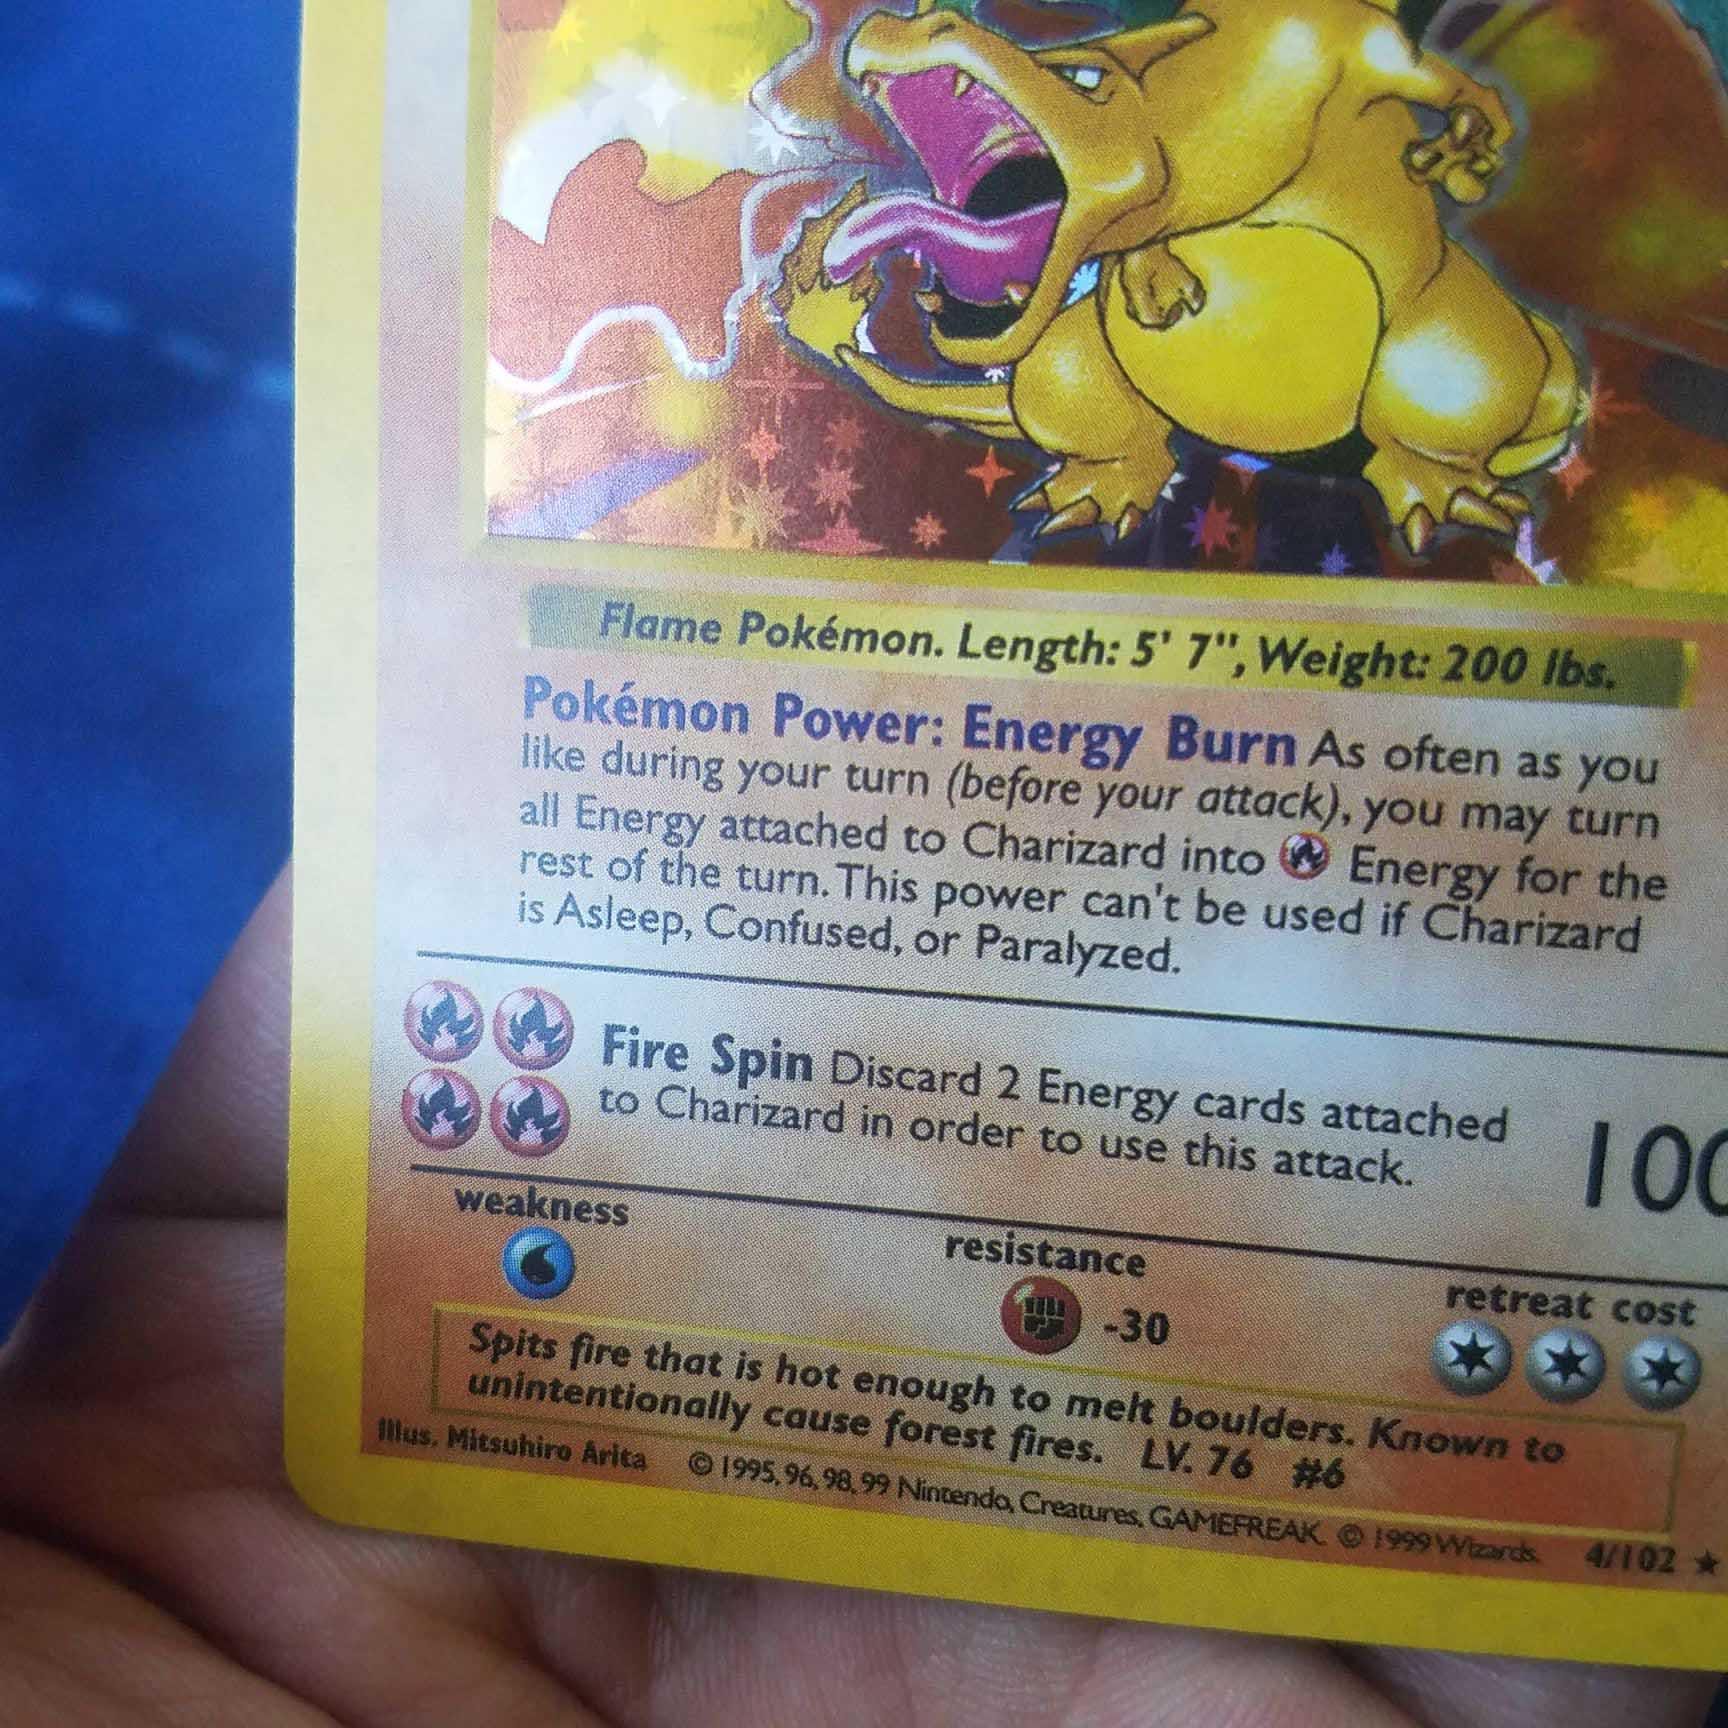 Flame Pokémon. Length: 5' 7", Weight: 200 lbs.
Pokémon Power: Energy Burn As often as you
like during your turn (before your attack), you may turn
all Energy attached to Charizard into Energy for the
rest of the turn. This power can't be used if Charizard
is Asleep, Confused, or Paralyzed.
Fire Spin Discard 2 Energy cards attached
to Charizard in order to use this attack.
100
weakness
resistance
-30
retreat cost
Spits fire that is hot enough to melt boulders. Known to
unintentionally cause forest fires. LV. 76 #6
Illus. Mitsuhiro Arita © 1995, 96, 98, 99 Nintendo, Creatures, GAMEFREAK. © 1999 Wizards. 4/102 ★